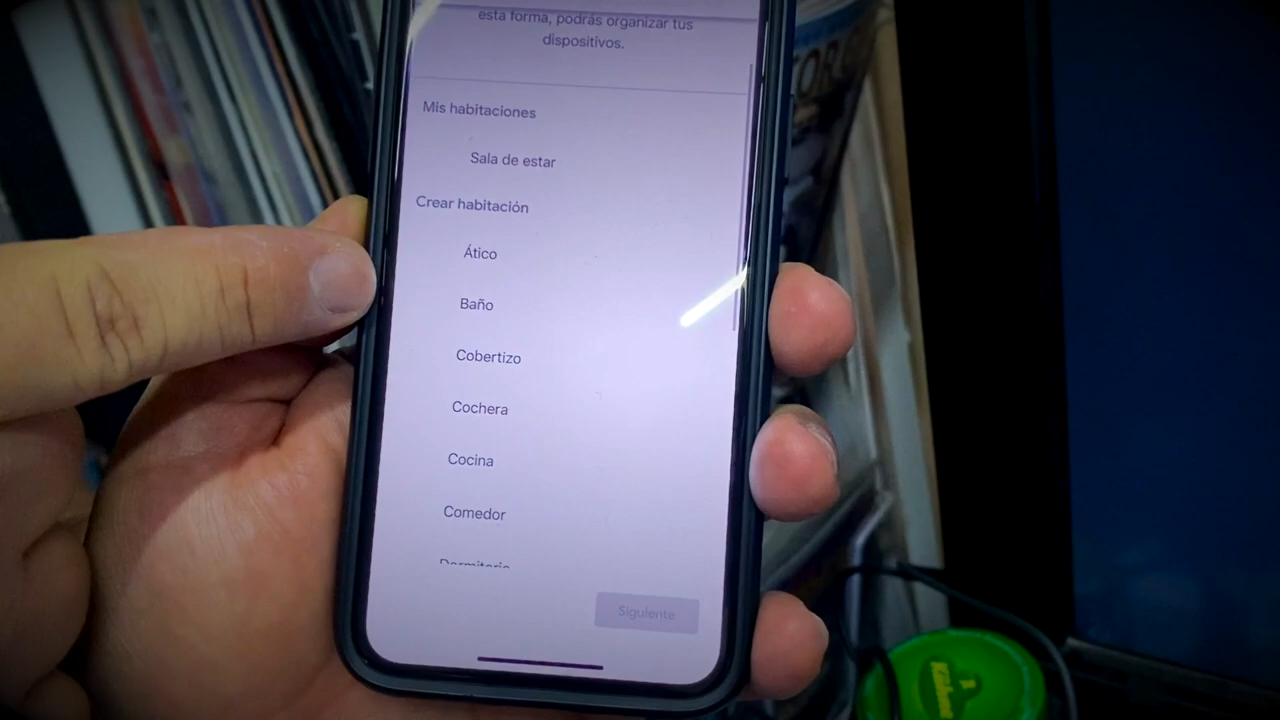 esta forma, podrás organizar tus
dispositivos.
Mis habitaciones
Sala de estar
Crear habitación
Ático
Baño
Cobertizo
Cochera
Cocina
Comedor
Dormitorio
Siguiente